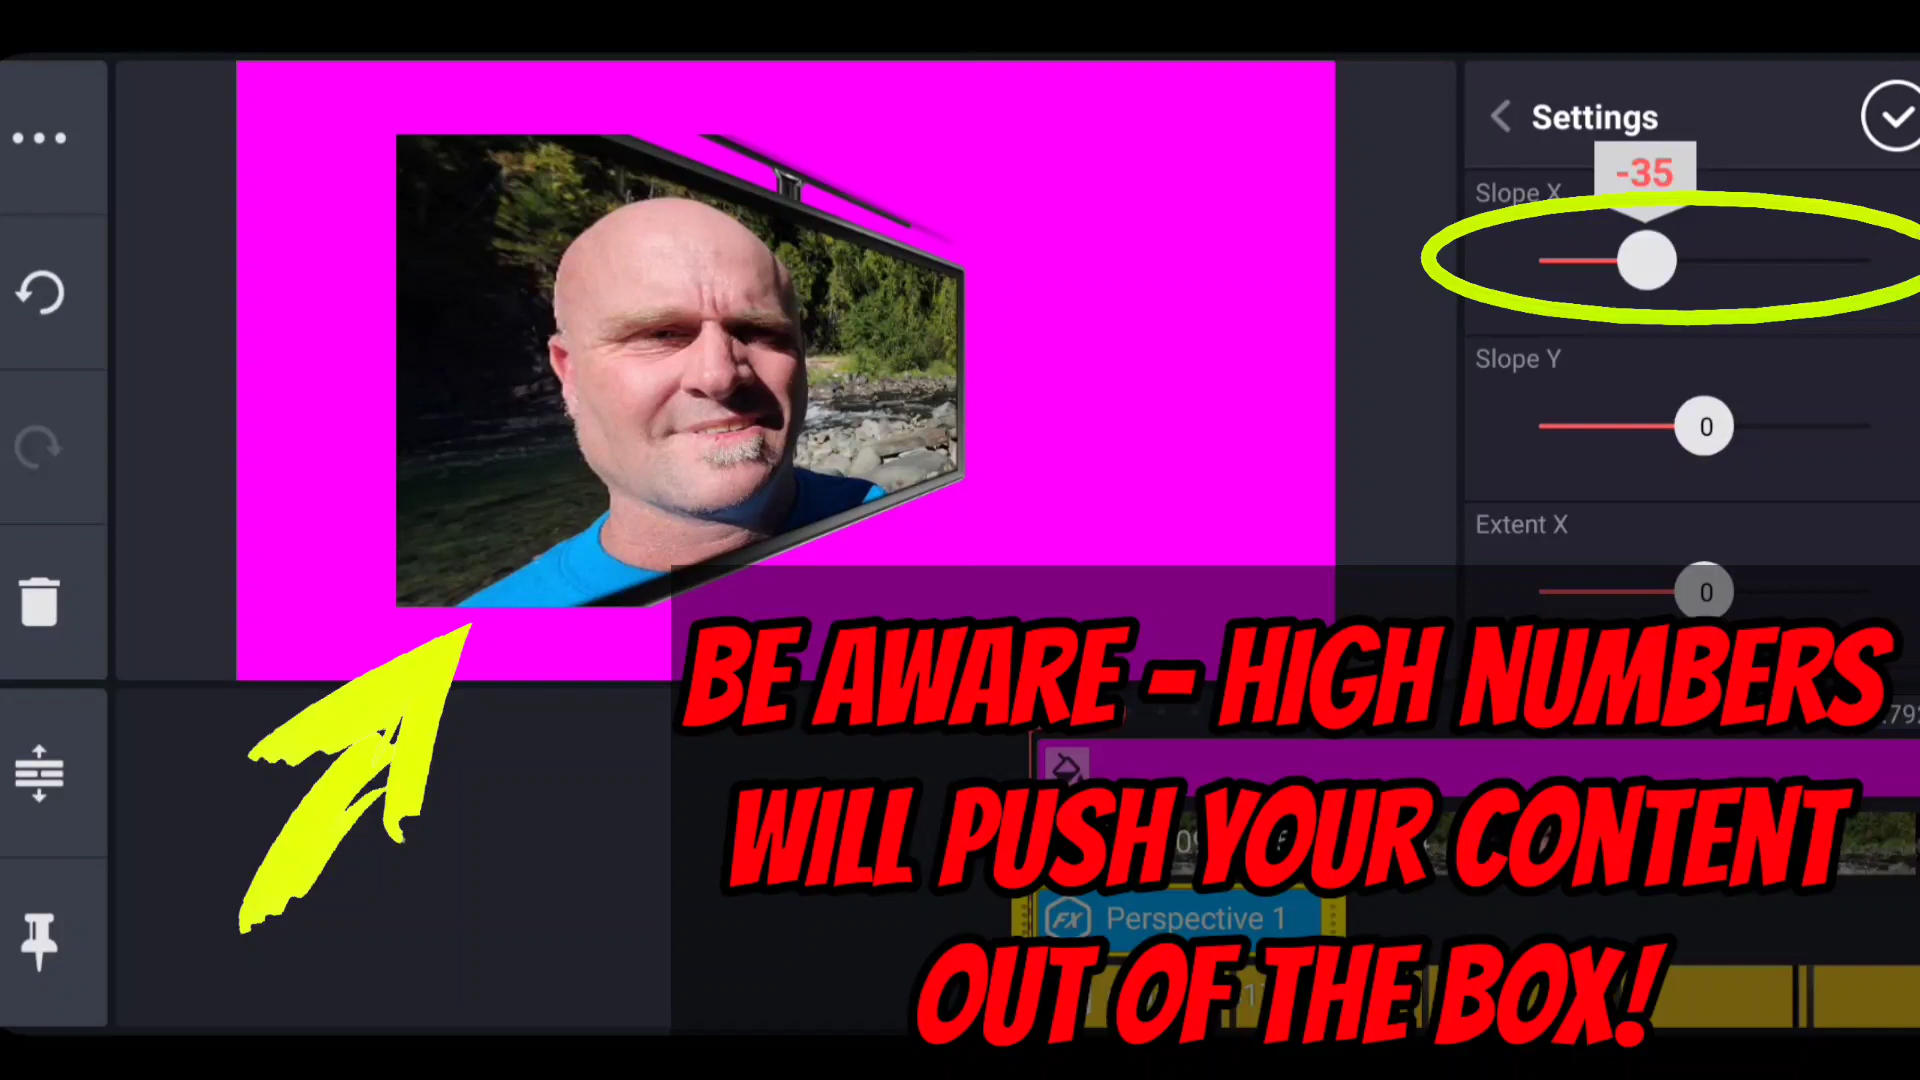 Settings
-35
Slope X
Slope Y
0
Extent X
0
BE AWARE - HIGH NUMBERS
WILL PUSH YOUR CONTENT
FX Perspective 1
OUT OF THE BOX!